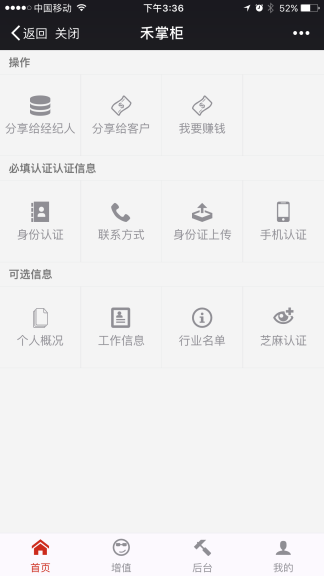 中国移动 下午3:36 52%
返回 关闭 禾掌柜
操作
分享给经纪人 分享给客户 我要赚钱
必填认证认证信息
身份认证 联系方式 身份证上传 手机认证
可选信息
个人概况 工作信息 行业名单 芝麻认证
首页 增值 后台 我的